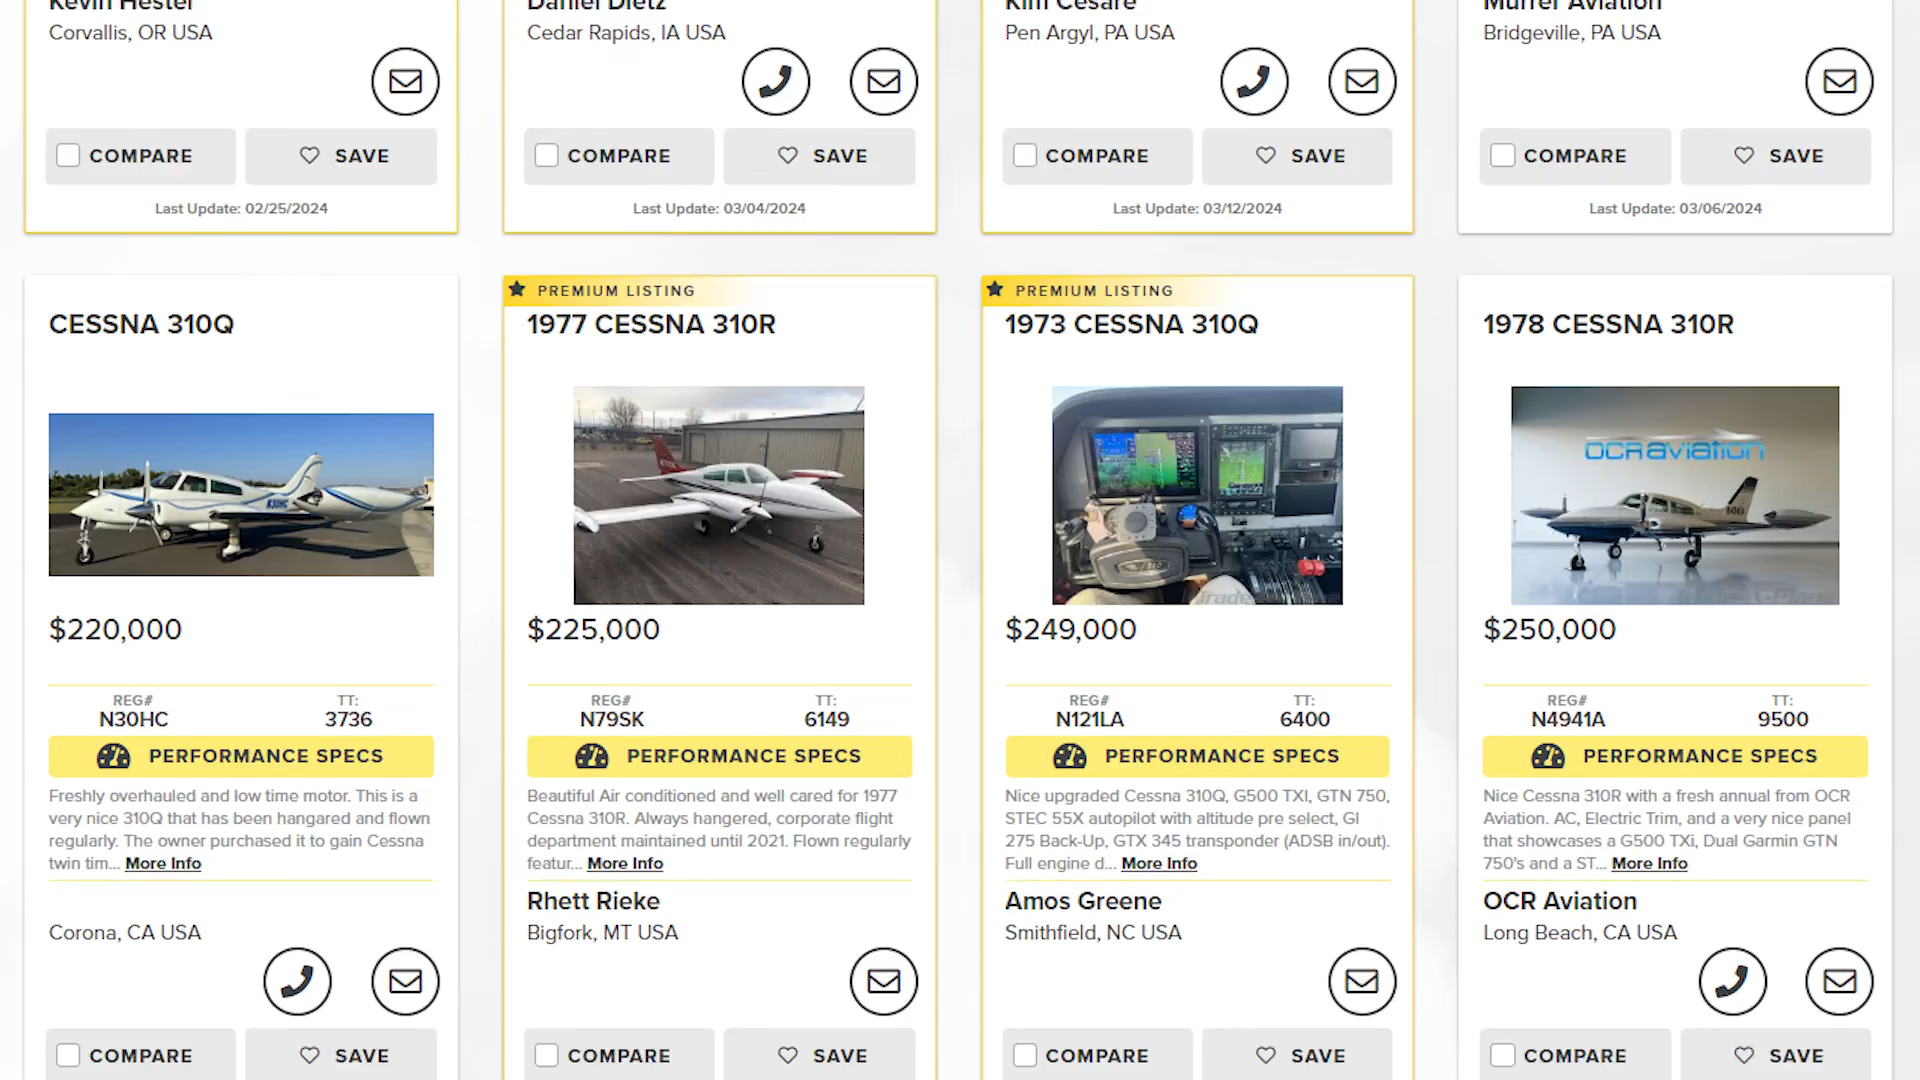 Kevin Hester
Corvallis, OR USA
COMPARE
SAVE
Last Update: 02/25/2024
Daniel Dietz
Cedar Rapids, IA USA
COMPARE
SAVE
Last Update: 03/04/2024
Kim Cesare
Pen Argyl, PA USA
COMPARE
SAVE
Last Update: 03/12/2024
Murrer Aviation
Bridgeville, PA USA
COMPARE
SAVE
Last Update: 03/06/2024
CESSNA 310Q
$220,000
REG# TT:
N30HC 3736
PERFORMANCE SPECS
Freshly overhauled and low time motor. This is a
very nice 310Q that has been hangared and flown
regularly. The owner purchased it to gain Cessna
twin tim... More Info
Corona, CA USA
COMPARE
SAVE
PREMIUM LISTING
1977 CESSNA 310R
$225,000
REG# TT:
N79SK 6149
PERFORMANCE SPECS
Beautiful Air conditioned and well cared for 1977
Cessna 310R. Always hangered, corporate flight
department maintained until 2021. Flown regularly
featur... More Info
Rhett Rieke
Bigfork, MT USA
COMPARE
SAVE
PREMIUM LISTING
1973 CESSNA 310Q
$249,000
REG# TT:
N121LA 6400
PERFORMANCE SPECS
Nice upgraded Cessna 310Q, G500 TXI, GTN 750,
STEC 55X autopilot with altitude pre select, GI
275 Back-Up, GTX 345 transponder (ADSB in/out).
Full engine d... More Info
Amos Greene
Smithfield, NC USA
COMPARE
SAVE
1978 CESSNA 310R
OCR aviation
$250,000
REG# TT:
N4941A 9500
PERFORMANCE SPECS
Nice Cessna 310R with a fresh annual from OCR
Aviation. AC, Electric Trim, and a very nice panel
that showcases a G500 TXi, Dual Garmin GTN
750's and a ST... More Info
OCR Aviation
Long Beach, CA USA
COMPARE
SAVE